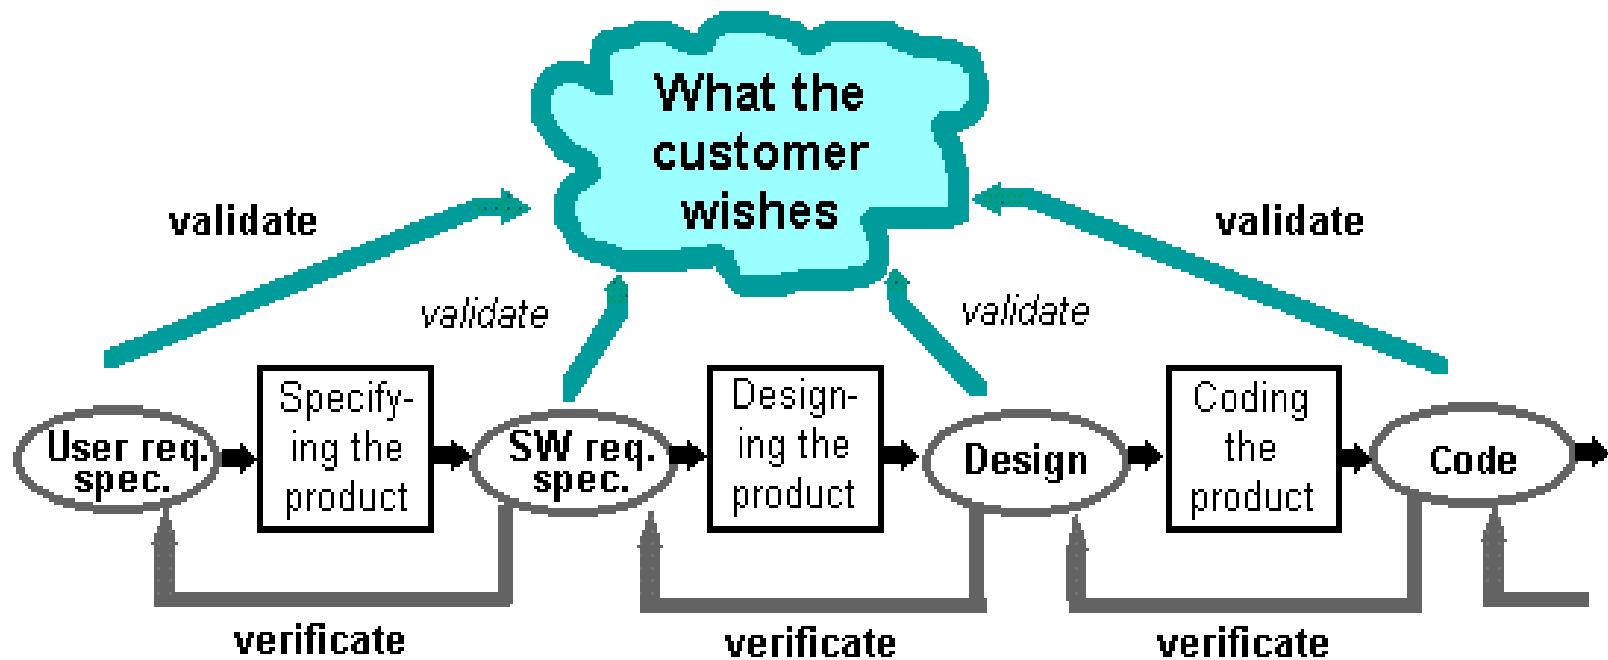 What the
customer
wishes
validate
validate
validate
validate
Specify-
ing the
product
Design-
ing the
product
Coding
the
product
User req.
spec.
SW req.
spec.
Design
Code
verificate
verificate
verificate